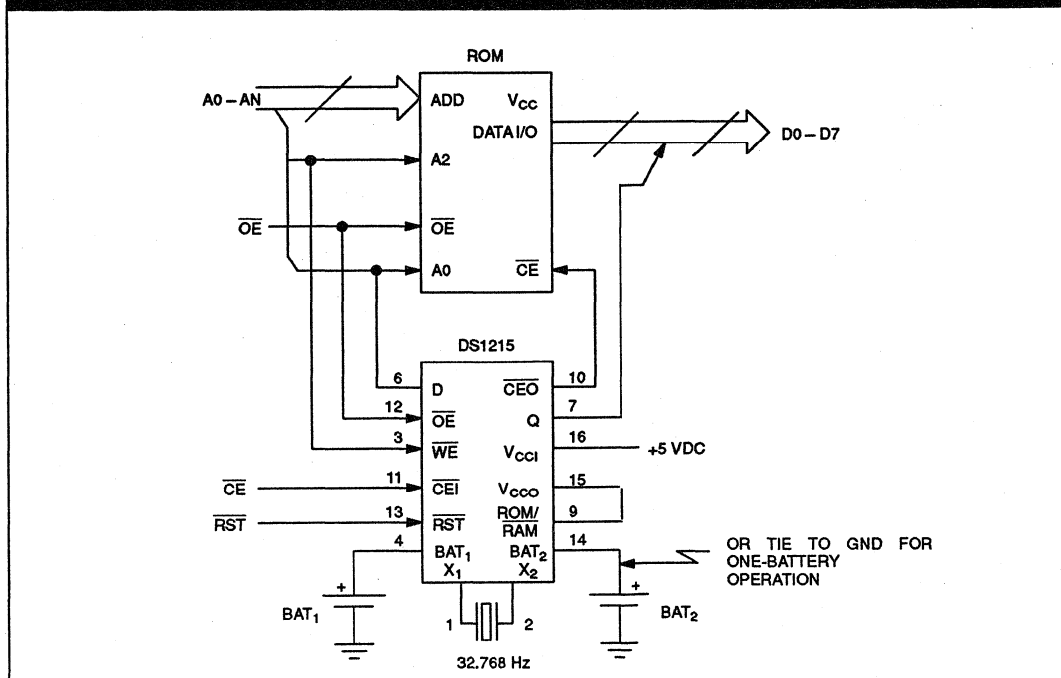 ROM
A0 – AN
ADD
VCC
DATA I/O
D0 – D7
A2
OE
OE
A0
CE
DS1215
6
D
CEO
10
12
OE
Q
7
3
WE
VCCI
16
+5 VDC
CE
11
CEI
VCCO
15
RST
13
RST
ROM/
RAM
9
4
BAT1
BAT2
14
X1
X2
OR TIE TO GND FOR
ONE-BATTERY
OPERATION
+
BAT1
1
2
+
BAT2
32.768 Hz